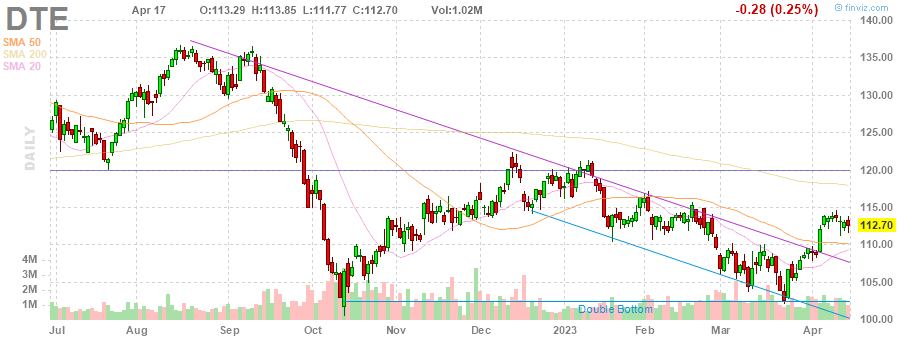 DTE Apr 17 O:113.29 H:113.85 L:111.77 C:112.70 Vol:1.02M -0.28 (0.25%) © finviz.com
SMA 50
SMA 200
SMA 20
DAILY
140.00
135.00
130.00
125.00
120.00
115.00
112.70
110.00
105.00
100.00
4M
3M
2M
1M
Double Bottom
Jul Aug Sep Oct Nov Dec 2023 Feb Mar Apr